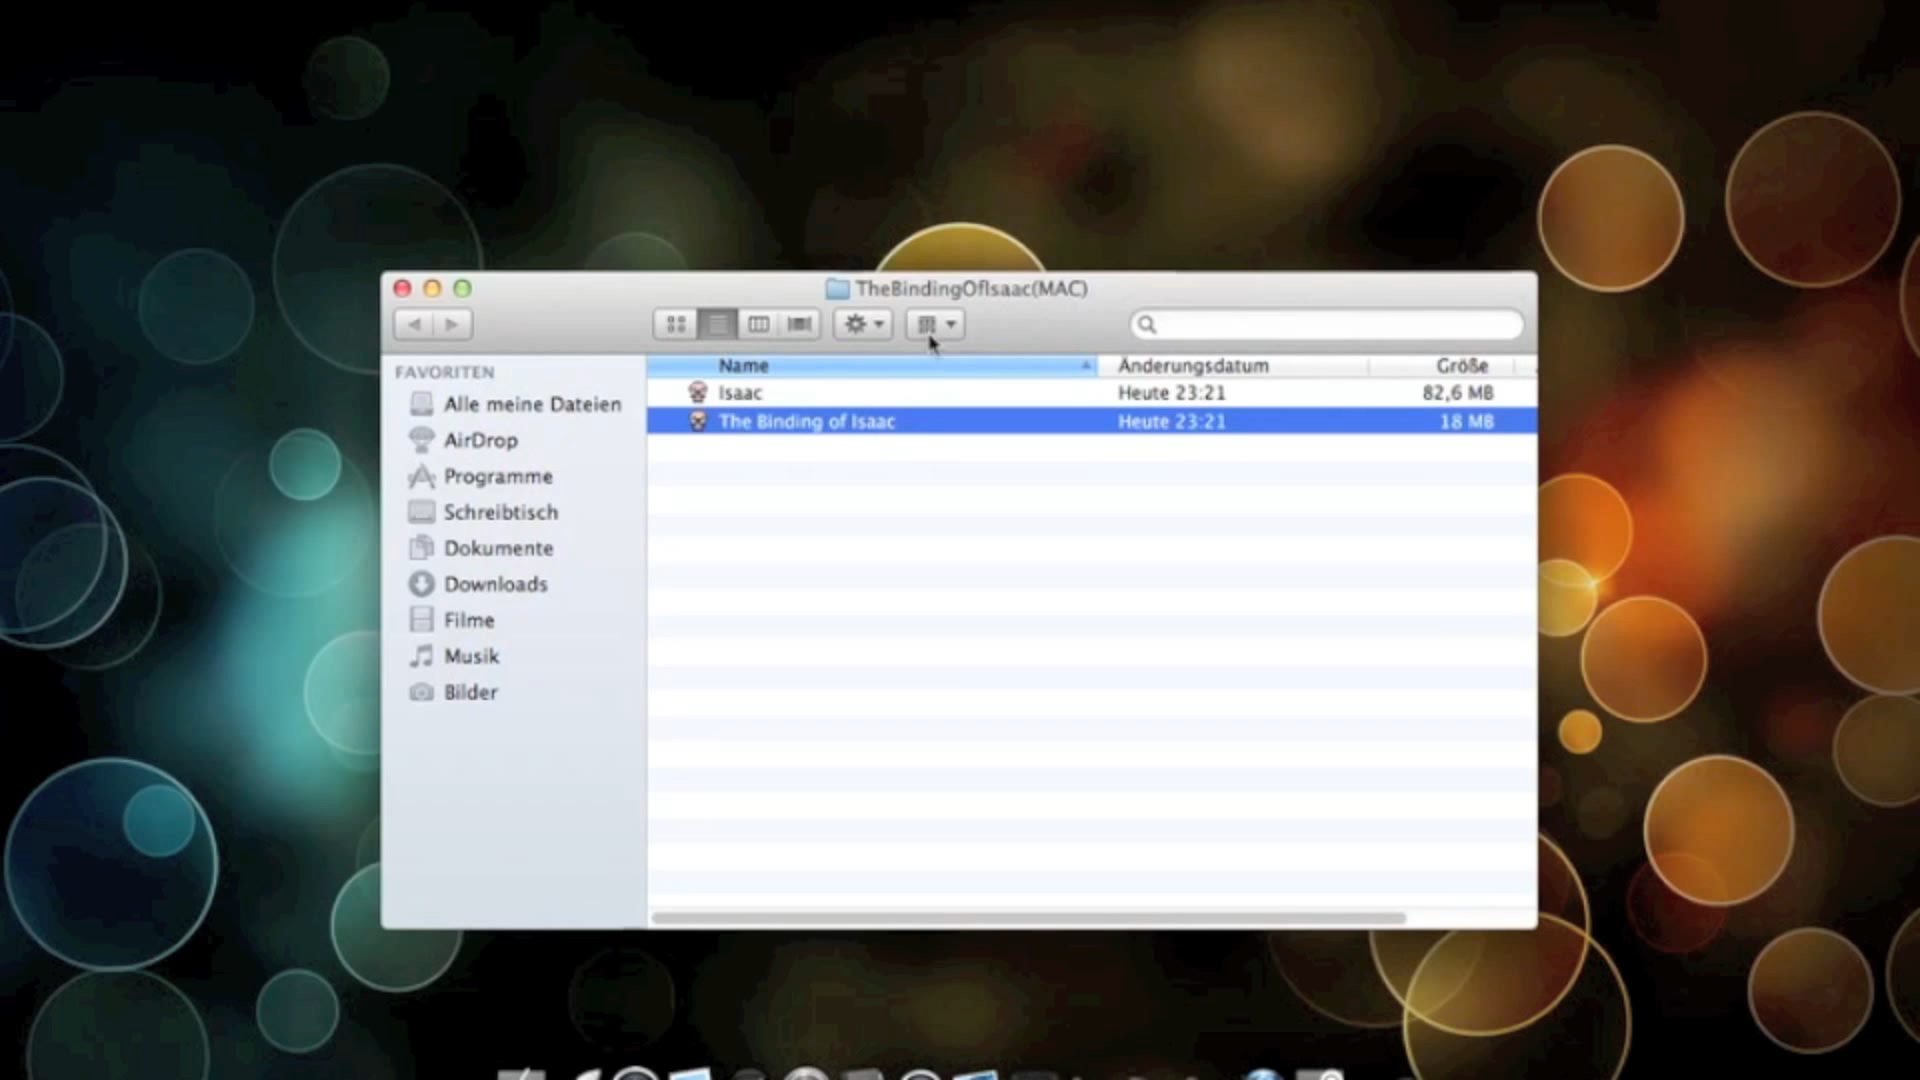 TheBindingOfIsaac(MAC)
FAVORITEN
Alle meine Dateien
AirDrop
Programme
Schreibtisch
Dokumente
Downloads
Filme
Musik
Bilder
Name Änderungsdatum Größe
Isaac Heute 23:21 82,6 MB
The Binding of Isaac Heute 23:21 18 MB